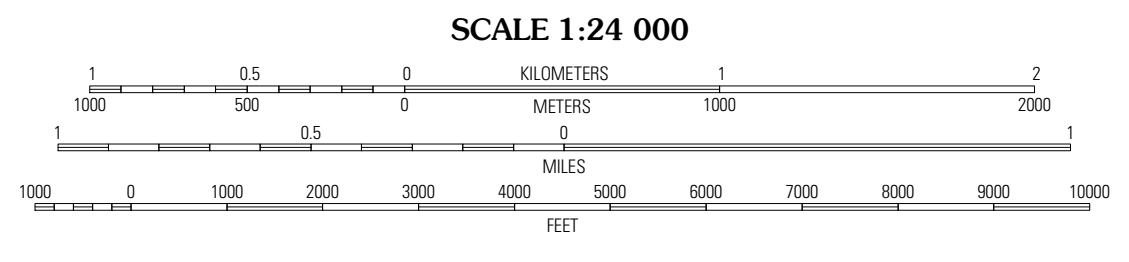 SCALE 1:24 000
1 0.5 0 KILOMETERS 1 2
1000 500 0 METERS 1000 2000
1 0.5 0 1
MILES
1000 0 1000 2000 3000 4000 5000 6000 7000 8000 9000 10000
FEET